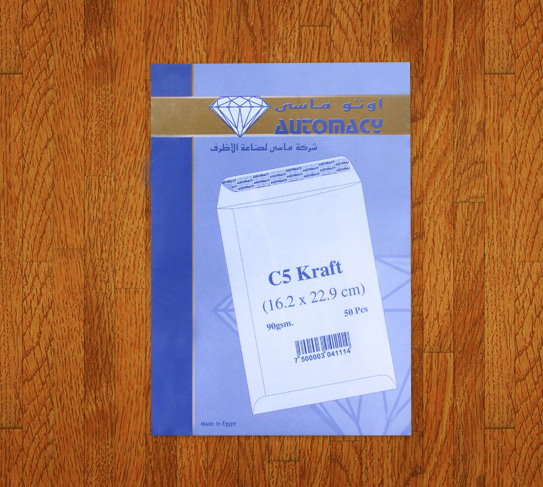 اوتو ماسى
AUTOMACY
شركة ماسى لصناعة الأظرف
C5 Kraft
(16.2 x 22.9 cm)
90gsm.
50 Pcs
7 500003 041114
Made in Egypt